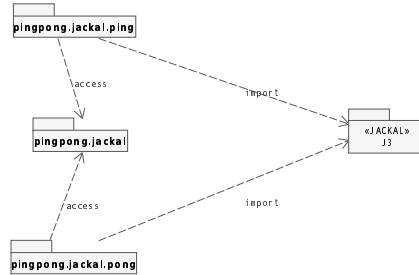 pingpong.jackal.ping
access
import
«JACKAL»
J3
pingpong.jackal
access
import
pingpong.jackal.pong